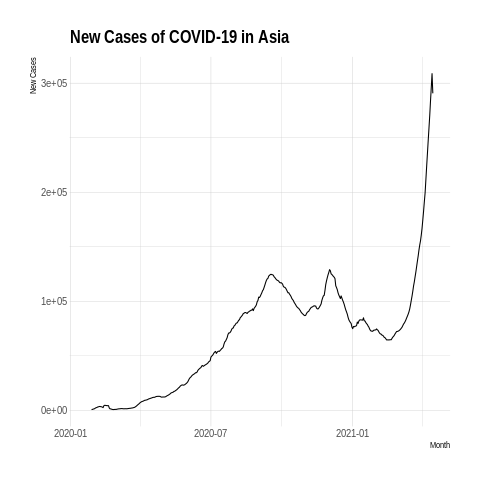 New Cases of COVID-19 in Asia
New Cases
3e+05
2e+05
1e+05
0e+00
2020-01
2020-07
2021-01
Month